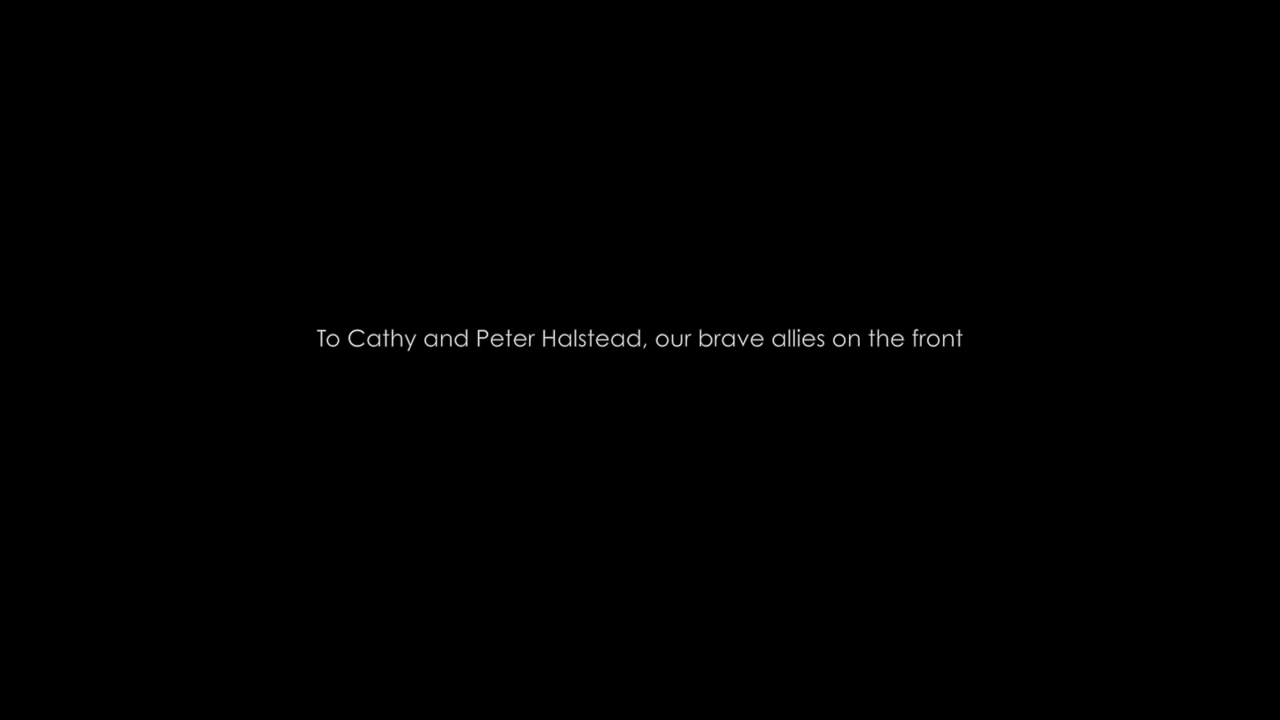 To Cathy and Peter Halstead, our brave allies on the front